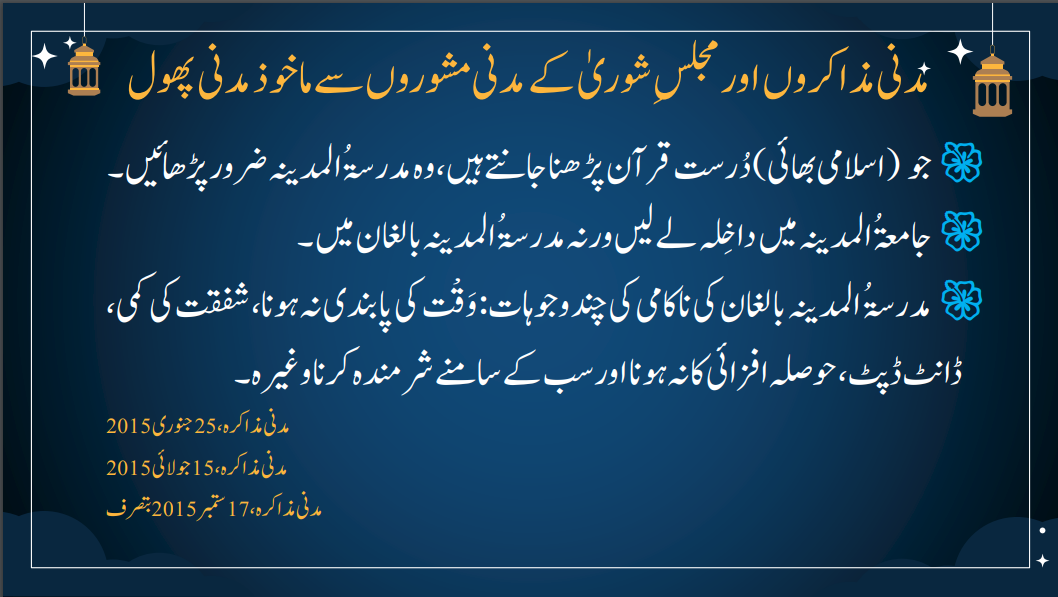 مدنی مذاکروں اور مجلسِ شوریٰ کے مدنی مشوروں سے ماخوذ مدنی پھول
جو (اسلامی بھائی) دُرست قرآن پڑھنا جانتے ہیں، وہ مدرسۃُ المدینہ ضرور پڑھائیں۔
جامعۃُ المدینہ میں داخِلہ لے لیں ورنہ مدرسۃُ المدینہ بالغان میں۔
مدرسۃُ المدینہ بالغان کی ناکامی کی چند وجوہات: وَقْت کی پابندی نہ ہونا، شفقت کی کمی،
ڈانٹ ڈپٹ، حوصلہ افزائی کا نہ ہونا اور سب کے سامنے شرمندہ کرنا وغیرہ۔
مدنی مذاکرہ، 25 جنوری 2015
مدنی مذاکرہ، 15 جولائی 2015
مدنی مذاکرہ، 17 ستمبر 2015 بتصرف